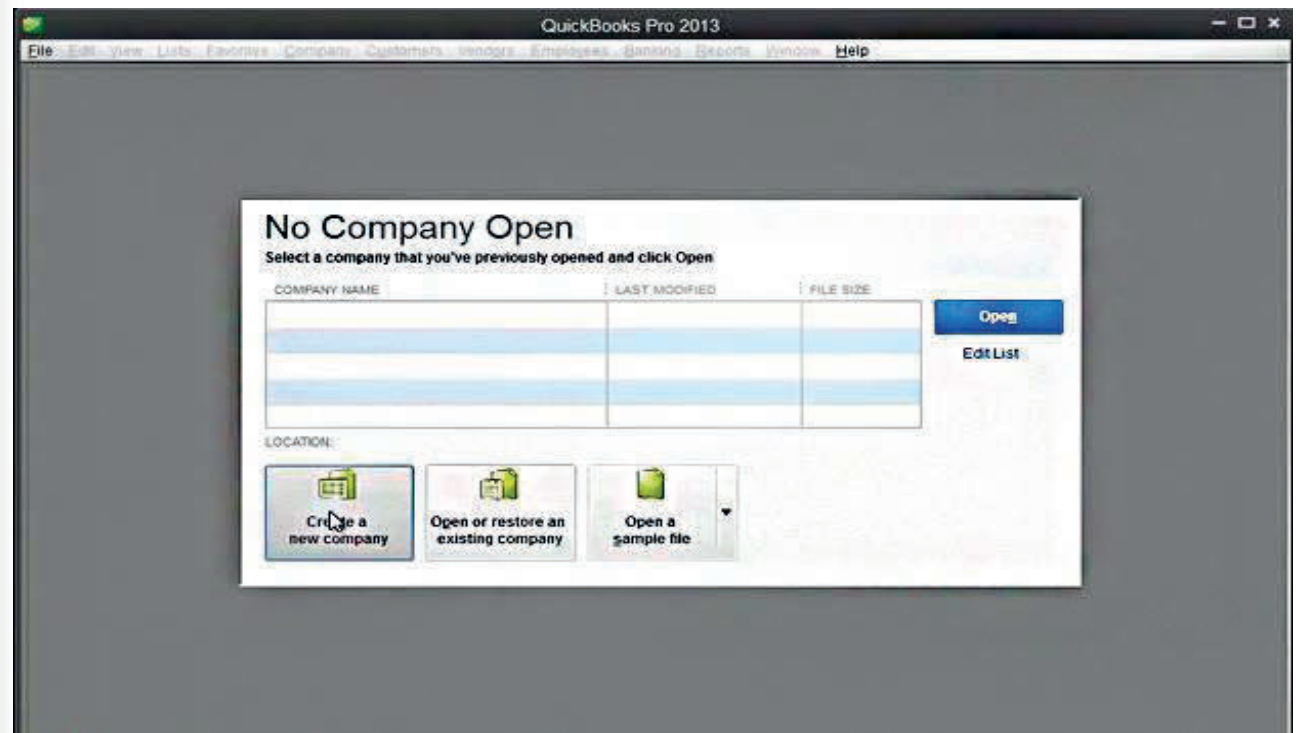 QuickBooks Pro 2013
File Edit View Lists Favorites Company Customers Vendors Employees Banking Reports Window Help
No Company Open
Select a company that you've previously opened and click Open
COMPANY NAME LAST MODIFIED FILE SIZE
Open
Edit List
LOCATION:
Create a
new company
Open or restore an
existing company
Open a
sample file